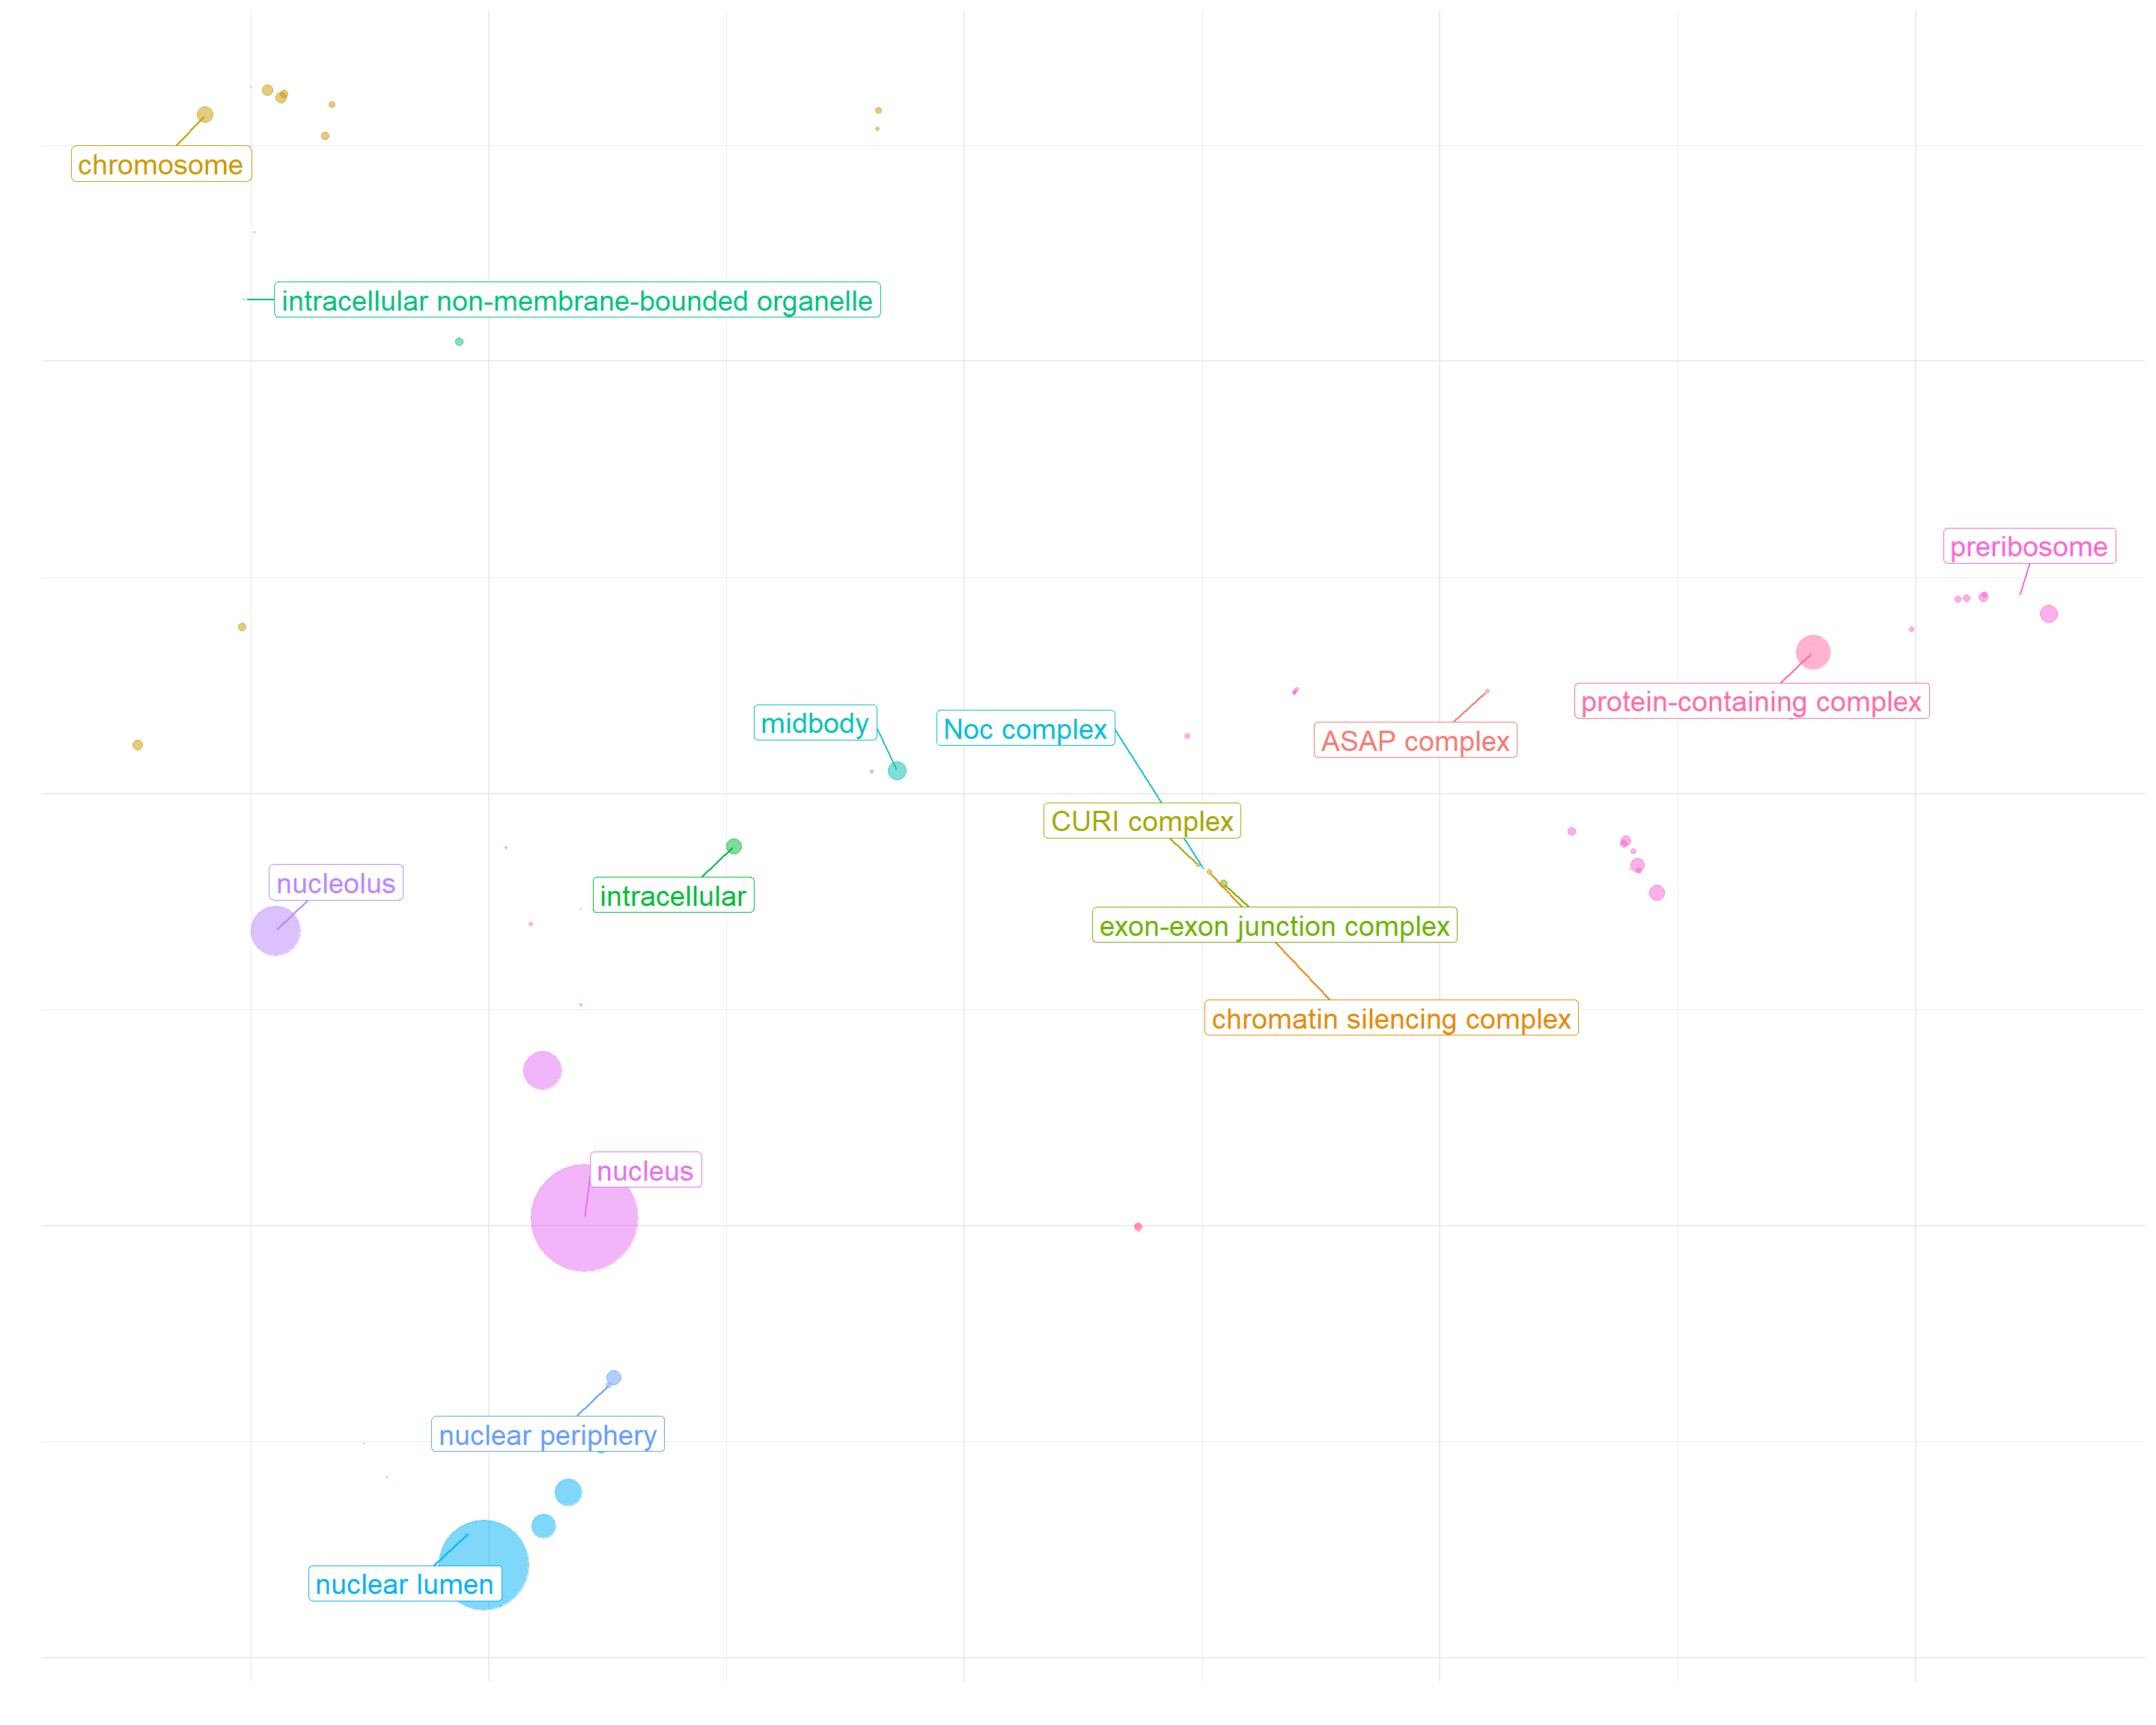 chromosome
intracellular non-membrane-bounded organelle
preribosome
protein-containing complex
midbody
Noc complex
ASAP complex
CURI complex
nucleolus
intracellular
exon-exon junction complex
chromatin silencing complex
nucleus
nuclear periphery
nuclear lumen